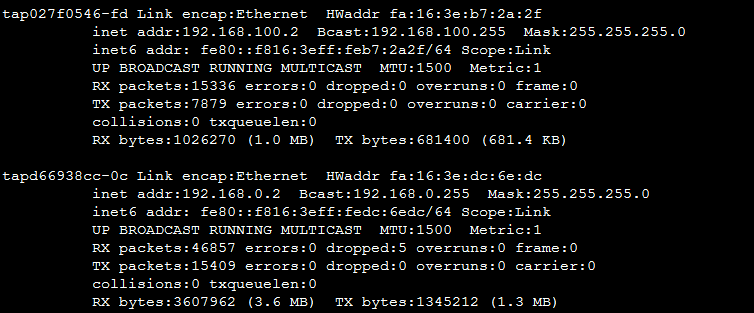 tap027f0546-fd Link encap:Ethernet  HWaddr fa:16:3e:b7:2a:2f
inet addr:192.168.100.2  Bcast:192.168.100.255  Mask:255.255.255.0
inet6 addr: fe80::f816:3eff:feb7:2a2f/64 Scope:Link
UP BROADCAST RUNNING MULTICAST  MTU:1500  Metric:1
RX packets:15336 errors:0 dropped:0 overruns:0 frame:0
TX packets:7879 errors:0 dropped:0 overruns:0 carrier:0
collisions:0 txqueuelen:0
RX bytes:1026270 (1.0 MB)  TX bytes:681400 (681.4 KB)
tapd66938cc-0c Link encap:Ethernet  HWaddr fa:16:3e:dc:6e:dc
inet addr:192.168.0.2  Bcast:192.168.0.255  Mask:255.255.255.0
inet6 addr: fe80::f816:3eff:fedc:6edc/64 Scope:Link
UP BROADCAST RUNNING MULTICAST  MTU:1500  Metric:1
RX packets:46857 errors:0 dropped:5 overruns:0 frame:0
TX packets:15409 errors:0 dropped:0 overruns:0 carrier:0
collisions:0 txqueuelen:0
RX bytes:3607962 (3.6 MB)  TX bytes:1345212 (1.3 MB)